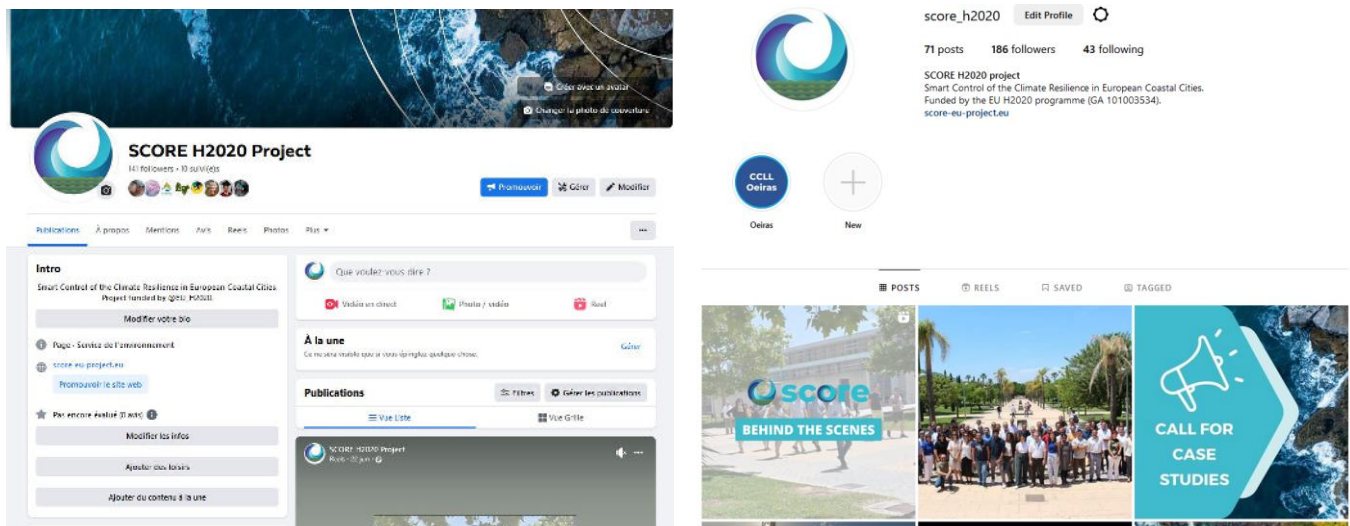 Créer avec un avatar
Changer la photo de couverture
SCORE H2020 Project
141 followers • 10 suivi(e)s
Promouvoir
Gérer
Modifier
Publications
À propos
Mentions
Avis
Reels
Photos
Plus
Intro
Smart Control of the Climate Resilience in European Coastal Cities.
Project funded by @EU_H2020.
Modifier votre bio
Page · Service de l'environnement
score-eu-project.eu
Promouvoir le site web
Pas encore évalué (0 avis)
Modifier les infos
Ajouter des loisirs
Ajouter du contenu à la une
Que voulez-vous dire ?
Vidéo en direct
Photo / vidéo
Reel
À la une
Gérer
Ce ne sera visible que si vous épinglez quelque chose.
Publications
Filtres
Gérer les publications
Vue Liste
Vue Grille
SCORE H2020 Project
Reels · 22 juin ·
score_h2020
Edit Profile
71 posts
186 followers
43 following
SCORE H2020 project
Smart Control of the Climate Resilience in European Coastal Cities.
Funded by the EU H2020 programme (GA 101003534).
score-eu-project.eu
CCLL
Oeiras
Oeiras
New
POSTS
REELS
SAVED
TAGGED
score
BEHIND THE SCENES
CALL FOR
CASE
STUDIES